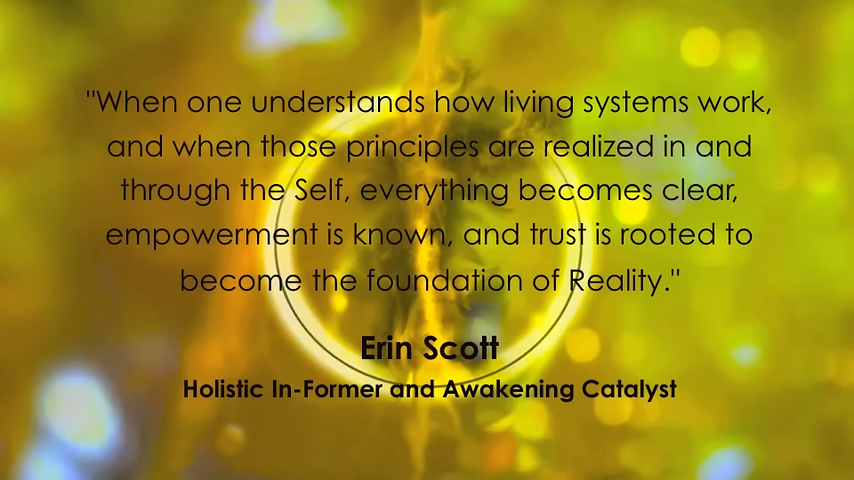 "When one understands how living systems work,
and when those principles are realized in and
through the Self, everything becomes clear,
empowerment is known, and trust is rooted to
become the foundation of Reality."
Erin Scott
Holistic In-Former and Awakening Catalyst